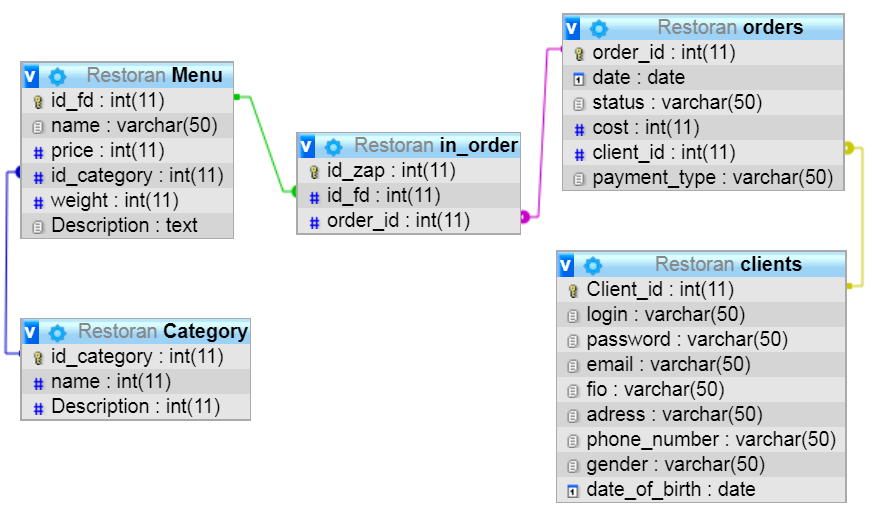 v Restoran Menu
id_fd : int(11)
name : varchar(50)
price : int(11)
id_category : int(11)
weight : int(11)
Description : text
v Restoran Category
id_category : int(11)
name : int(11)
Description : int(11)
v Restoran in_order
id_zap : int(11)
id_fd : int(11)
order_id : int(11)
v Restoran orders
order_id : int(11)
date : date
status : varchar(50)
cost : int(11)
client_id : int(11)
payment_type : varchar(50)
v Restoran clients
Client_id : int(11)
login : varchar(50)
password : varchar(50)
email : varchar(50)
fio : varchar(50)
adress : varchar(50)
phone_number : varchar(50)
gender : varchar(50)
date_of_birth : date